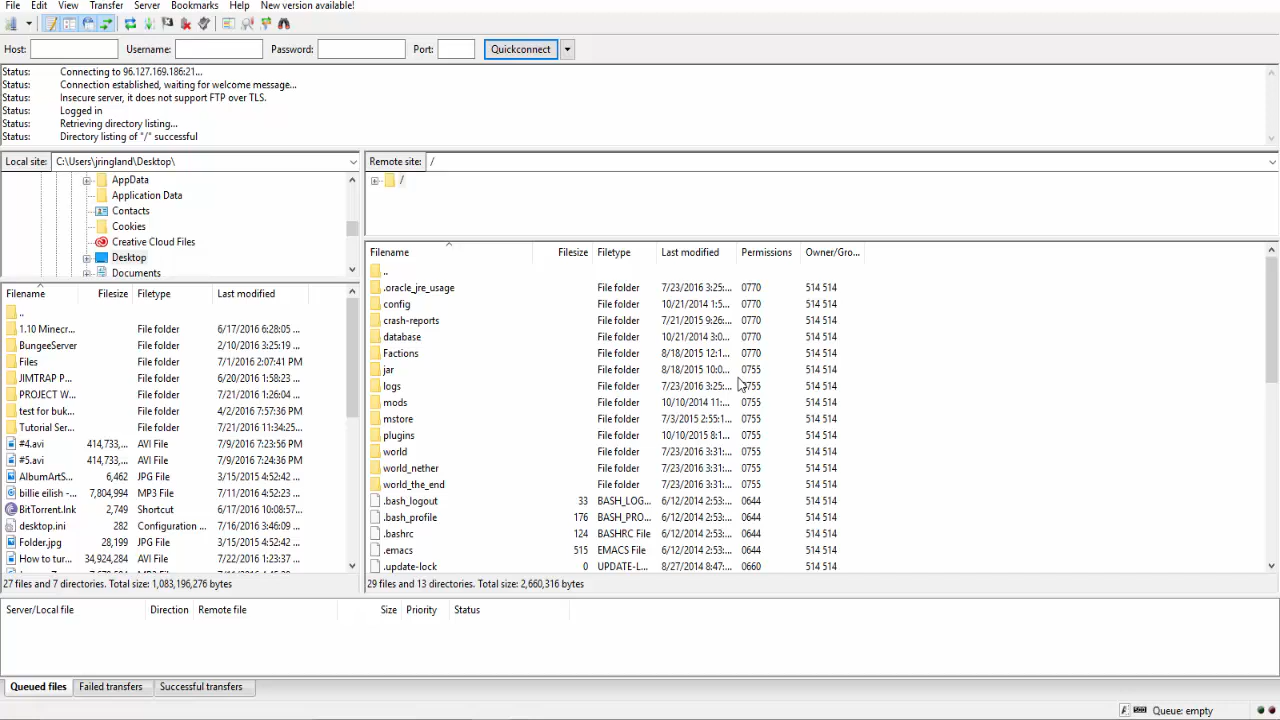 File Edit View Transfer Server Bookmarks Help New version available!
Host: Username: Password: Port: Quickconnect
Status: Connecting to 96.127.169.186:21...
Status: Connection established, waiting for welcome message...
Status: Insecure server, it does not support FTP over TLS.
Status: Logged in
Status: Retrieving directory listing...
Status: Directory listing of "/" successful
Local site: C:\Users\jringland\Desktop\
AppData
Application Data
Contacts
Cookies
Creative Cloud Files
Desktop
Documents
Filename Filesize Filetype Last modified
..
1.10 Minecr... File folder 6/17/2016 6:28:05 ...
BungeeServer File folder 2/10/2016 3:25:19 ...
Files File folder 7/1/2016 2:07:41 PM
JIMTRAP P... File folder 6/20/2016 1:58:23 ...
PROJECT W... File folder 7/21/2016 1:26:04 ...
test for buk... File folder 4/2/2016 7:57:36 PM
Tutorial Ser... File folder 7/21/2016 11:34:25...
#4.avi 414,733,... AVI File 7/9/2016 7:23:56 PM
#5.avi 414,733,... AVI File 7/9/2016 7:24:36 PM
AlbumArtS... 6,462 JPG File 3/15/2015 4:52:42 ...
billie eilish -... 7,804,994 MP3 File 7/11/2016 4:52:23 ...
BitTorrent.lnk 2,749 Shortcut 6/17/2016 10:08:57...
desktop.ini 282 Configuration ... 7/16/2016 3:46:09 ...
Folder.jpg 28,199 JPG File 3/15/2015 4:52:42 ...
How to tur... 34,924,284 AVI File 7/22/2016 1:23:37 ...
27 files and 7 directories. Total size: 1,083,196,276 bytes
Remote site: /
/
Filename Filesize Filetype Last modified Permissions Owner/Gro...
..
.oracle_jre_usage File folder 7/23/2016 3:25:... 0770 514 514
config File folder 10/21/2014 1:5... 0770 514 514
crash-reports File folder 7/21/2015 9:26:... 0770 514 514
database File folder 10/21/2014 3:0... 0770 514 514
Factions File folder 8/18/2015 12:1... 0770 514 514
jar File folder 8/18/2015 10:0... 0755 514 514
logs File folder 7/23/2016 3:25:... 0755 514 514
mods File folder 10/10/2014 11:... 0755 514 514
mstore File folder 7/3/2015 2:55:1... 0755 514 514
plugins File folder 10/10/2015 8:1... 0755 514 514
world File folder 7/23/2016 3:31:... 0755 514 514
world_nether File folder 7/23/2016 3:31:... 0755 514 514
world_the_end File folder 7/23/2016 3:31:... 0755 514 514
.bash_logout 33 BASH_LOG... 6/12/2014 2:53:... 0644 514 514
.bash_profile 176 BASH_PRO... 6/12/2014 2:53:... 0644 514 514
.bashrc 124 BASHRC File 6/12/2014 2:53:... 0644 514 514
.emacs 515 EMACS File 6/12/2014 2:53:... 0644 514 514
.update-lock 0 UPDATE-L... 8/27/2014 8:47:... 0660 514 514
29 files and 13 directories. Total size: 2,660,316 bytes
Server/Local file Direction Remote file Size Priority Status
Queued files Failed transfers Successful transfers
Queue: empty